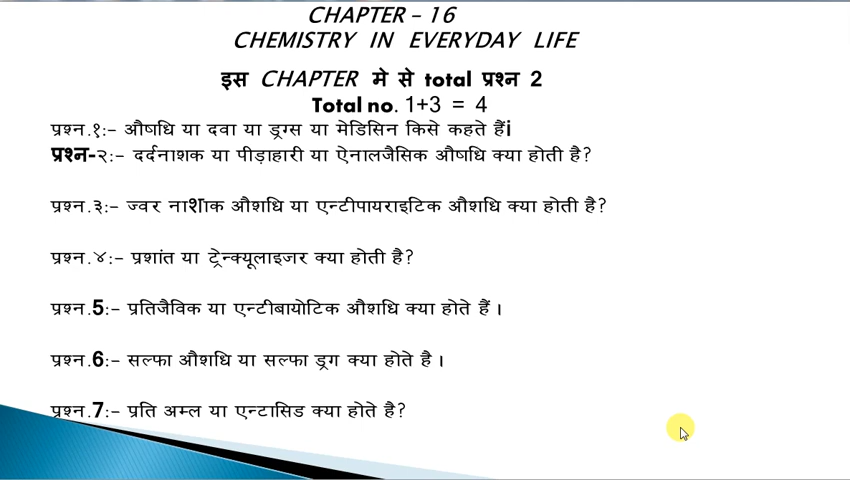 CHAPTER – 16
CHEMISTRY IN EVERYDAY LIFE
इस CHAPTER मे से total प्रश्न 2
Total no. 1+3 = 4
प्रश्न.१:– औषधि या दवा या ड्रग्स या मेडिसिन किसे कहते हैंi
प्रश्न-२:– दर्दनाशक या पीड़ाहारी या ऐनालजैसिक औषधि क्या होती है?
प्रश्न.३:– ज्वर नाशाक औशधि या एन्टीपायराइटिक औशधि क्या होती है?
प्रश्न.४:– प्रशांत या ट्रेन्क्यूलाइजर क्या होती है?
प्रश्न.5:– प्रतिजैविक या एन्टीबायोटिक औशधि क्या होते हैं ।
प्रश्न.6:– सल्फा औशधि या सल्फा ड्रग क्या होते है ।
प्रश्न.7:– प्रति अम्ल या एन्टासिड क्या होते है?